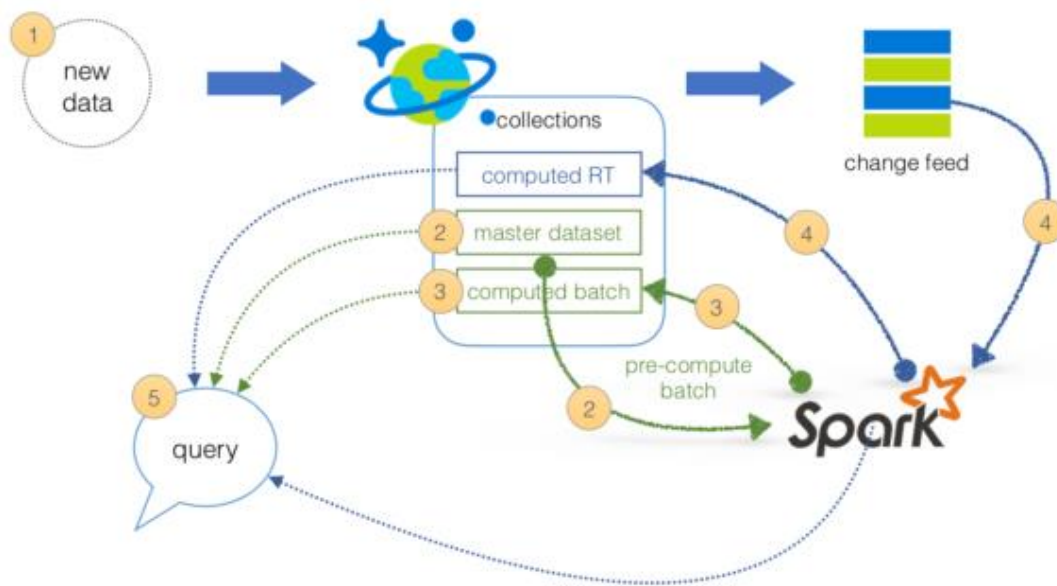 1
new
data
collections
change feed
computed RT
4
4
2
master dataset
3
computed batch
3
pre-compute
batch
2
5
query
Spark